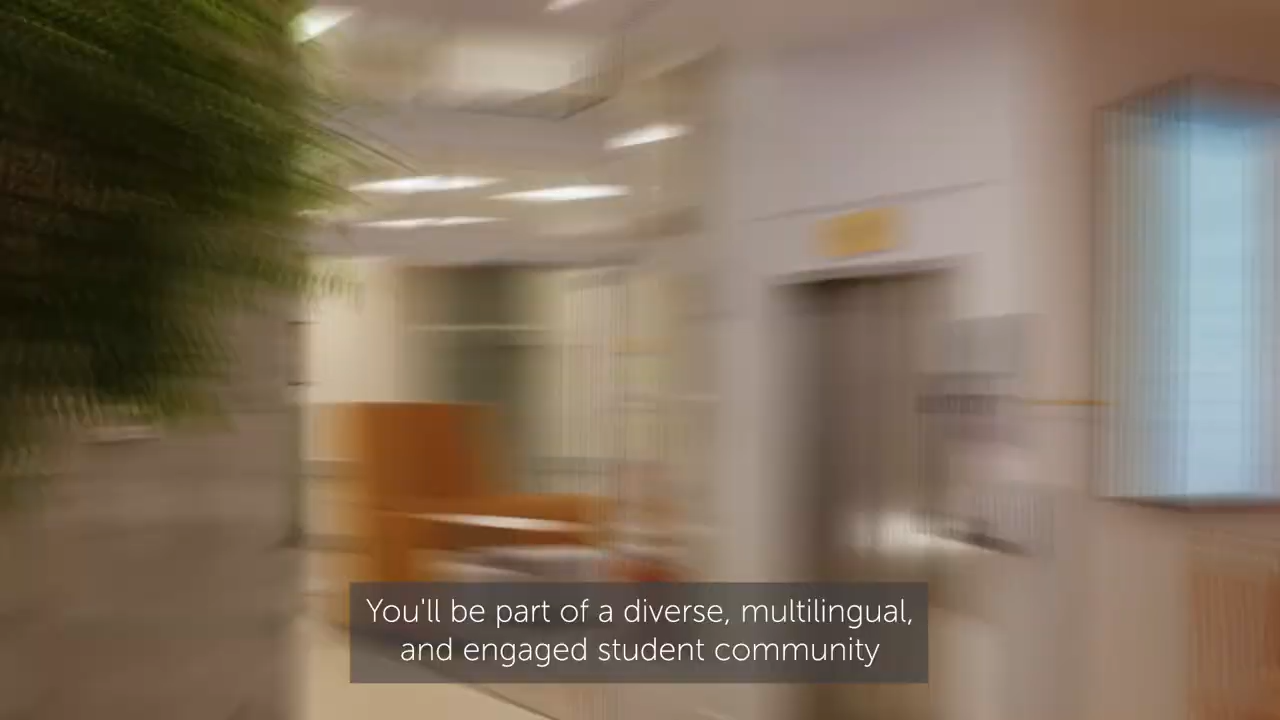 You'll be part of a diverse, multilingual,
and engaged student community